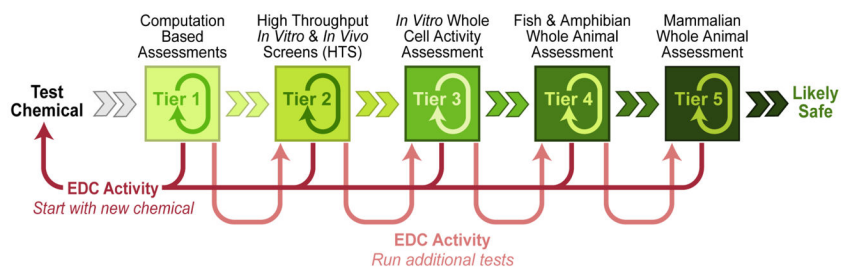 Computation
Based
Assessments
High Throughput
In Vitro & In Vivo
Screens (HTS)
In Vitro Whole
Cell Activity
Assessment
Fish & Amphibian
Whole Animal
Assessment
Mammalian
Whole Animal
Assessment
Test
Chemical
Tier 1
Tier 2
Tier 3
Tier 4
Tier 5
Likely
Safe
EDC Activity
Start with new chemical
EDC Activity
Run additional tests